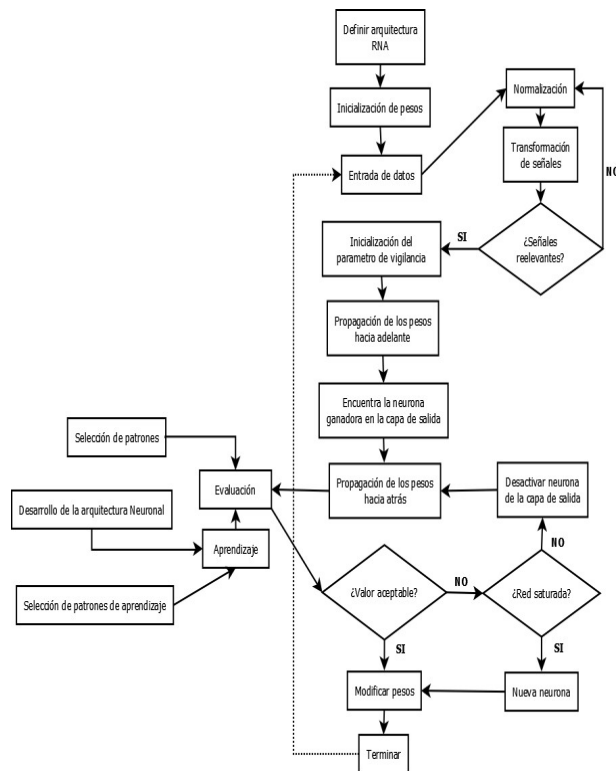 Definir arquitectura
RNA
Inicialización de pesos
Entrada de datos
Normalización
Transformación
de señales
NO
¿Señales
reelevantes?
SI
Inicialización del
parametro de vigilancia
Propagación de los pesos
hacia adelante
Encuentra la neurona
ganadora en la capa de salida
Propagación de los pesos
hacia atrás
Selección de patrones
Evaluación
Desarrollo de la arquitectura Neuronal
Aprendizaje
Selección de patrones de aprendizaje
Desactivar neurona
de la capa de salida
NO
¿Valor aceptable?
NO
¿Red saturada?
SI
SI
Modificar pesos
Nueva neurona
Terminar